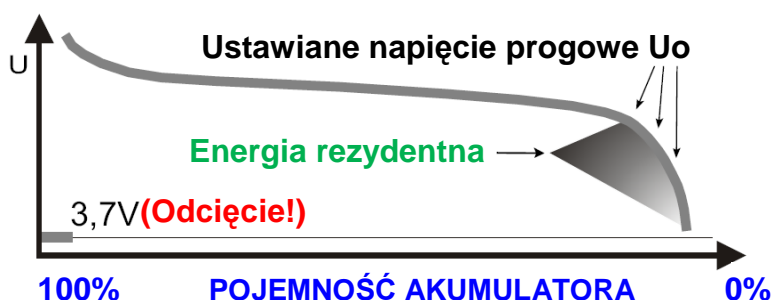 Ustawiane napięcie progowe Uo
U
Energia rezydentna
3,7V(Odcięcie!)
100% POJEMNOŚĆ AKUMULATORA 0%